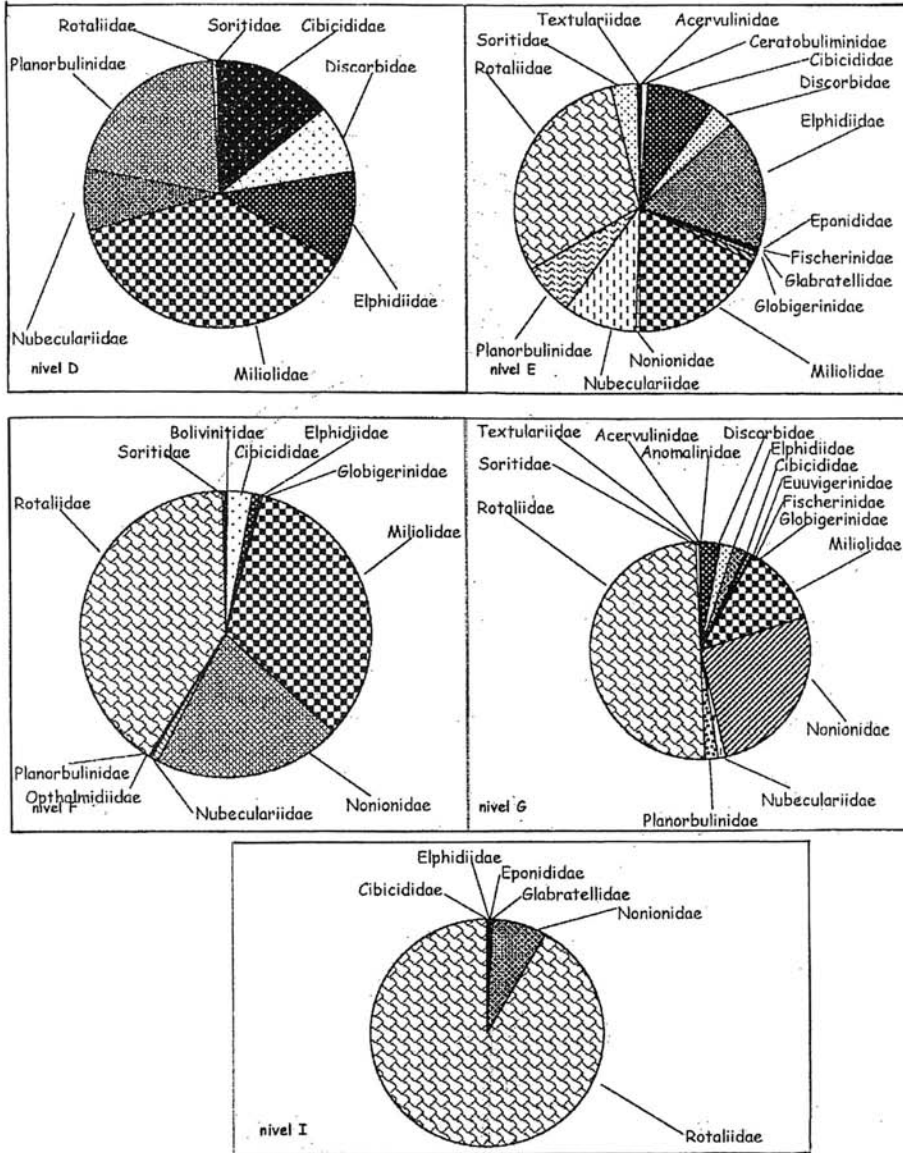 Rotaliidae Soritidae Cibicididae
Planorbulinidae
Discorbidae
Elphidiidae
Nubeculariidae
Miliolidae
nivel D
Textulariidae Acervulinidae
Soritidae Ceratobuliminidae
Rotaliidae Cibicididae
Discorbidae
Elphidiidae
Eponididae
Fischerinidae
Glabratellidae
Globigerinidae
Planorbulinidae Nonionidae Miliolidae
nivel E
Nubeculariidae
Bolivinitidae Elphidjidae
Soritidae Cibicididae
Globigerinidae
Rotaliidae
Miliolidae
Planorbulinidae
Opthalmidiidae Nubeculariidae Nonionidae
nivel F
Textulariidae Acervulinidae Discorbidae
Anomalinidae Elphidiidae
Soritidae Cibicididae
Rotaliidae Euuvigerinidae
Fischerinidae
Globigerinidae
Miliolidae
Nonionidae
Nubeculariidae
nivel G
Planorbulinidae
Elphidiidae
Eponididae
Cibicididae Glabratellidae
Nonionidae
nivel I
Rotaliidae